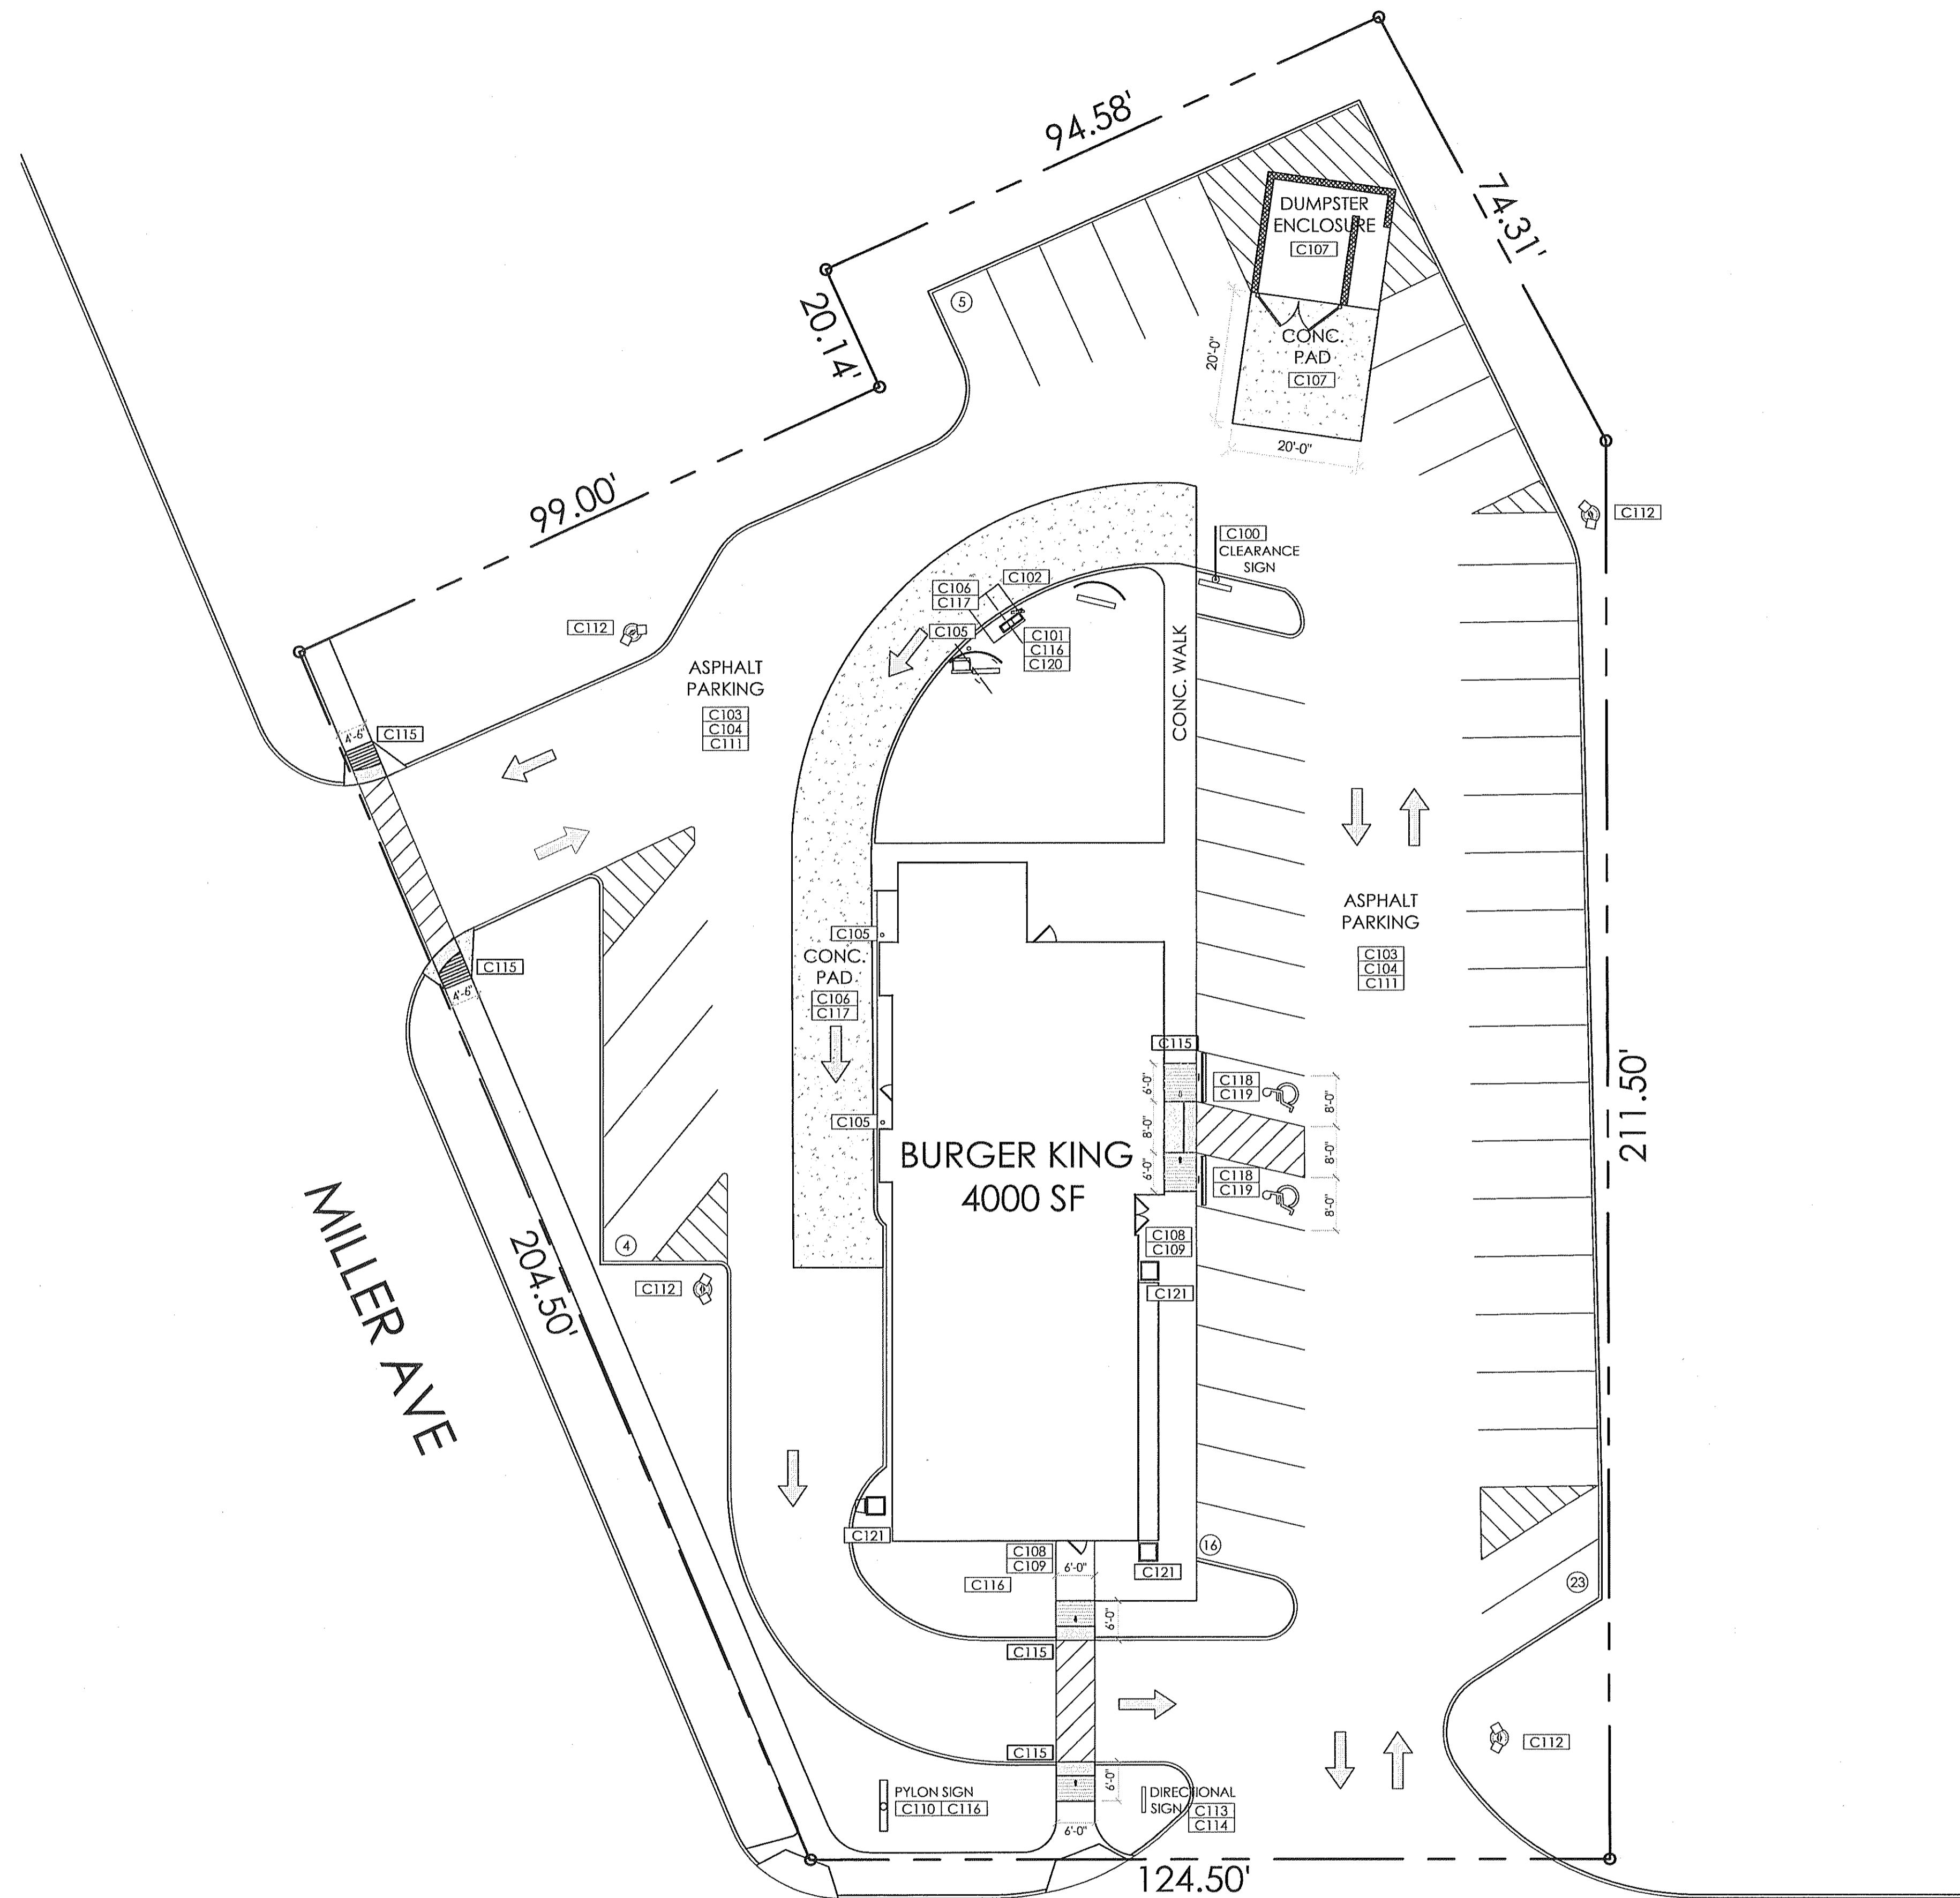 94.58'
74.31'
DUMPSTER
ENCLOSURE
C107
5
20.14'
CONC.
PAD
C107
20'-0"
20'-0"
99.00'
C112
C100
CLEARANCE
SIGN
C102
C106
C117
C105
C101
C116
C120
C112
ASPHALT
PARKING
C103
C104
C111
CONC. WALK
4'-6"
C115
C115
4'-6"
C105
CONC.
PAD
C106
C117
ASPHALT
PARKING
C103
C104
C111
C115
6'-0"
8'-0"
6'-0"
C118
C119
8'-0"
8'-0"
8'-0"
C118
C119
C105
BURGER KING
4000 SF
211.50'
MILLER AVE
204.50'
4
C112
C108
C109
C121
C121
C108
C109
6'-0"
C116
C121
16
23
6'-0"
C115
C115
6'-0"
C112
PYLON SIGN
C110 C116
DIRECTIONAL
SIGN
C113
C114
6'-0"
124.50'